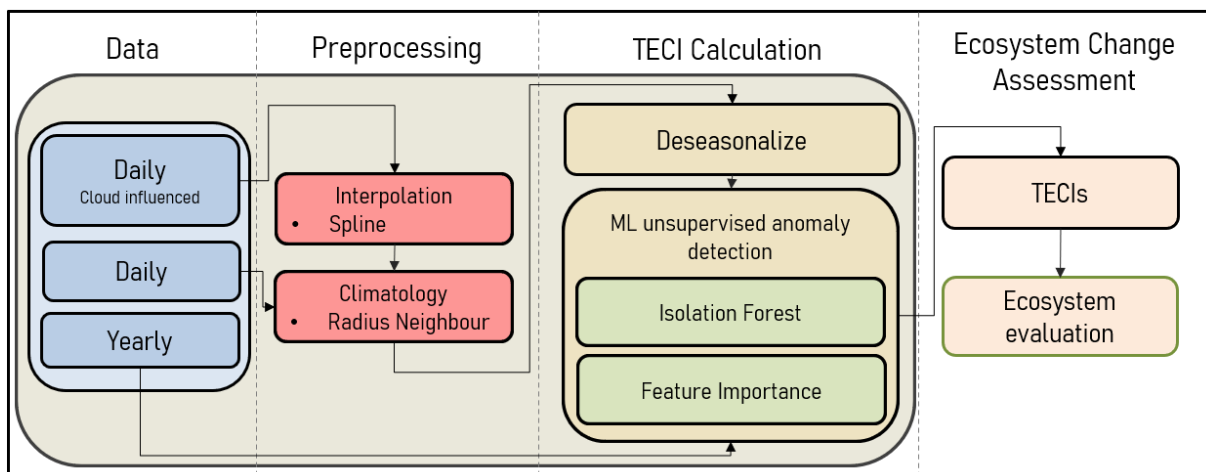 Data
Preprocessing
TECI Calculation
Ecosystem Change
Assessment
Daily
Cloud influenced
Daily
Yearly
Interpolation
• Spline
Climatology
• Radius Neighbour
Deseasonalize
ML unsupervised anomaly
detection
Isolation Forest
Feature Importance
TECIs
Ecosystem
evaluation